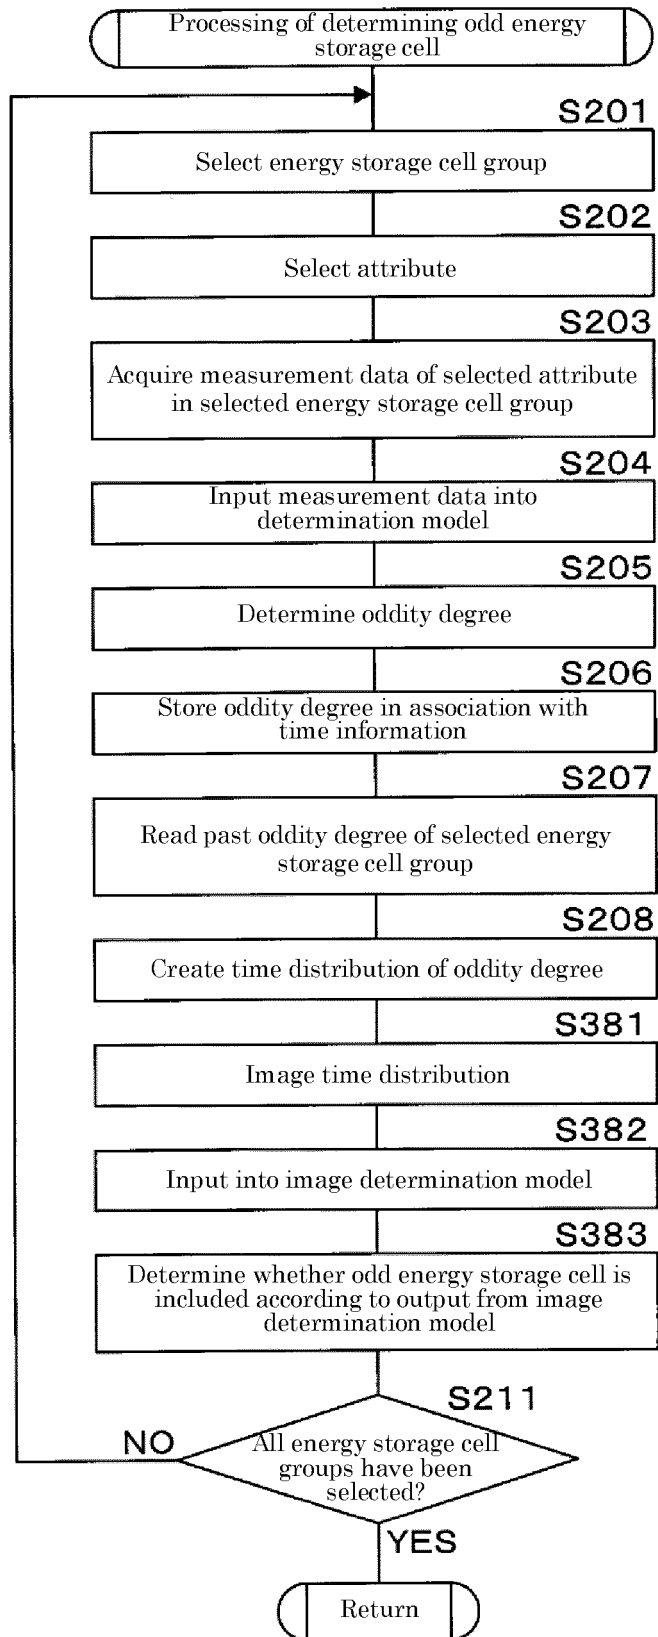 Processing of determining odd energy
storage cell
S201
Select energy storage cell group
S202
Select attribute
S203
Acquire measurement data of selected attribute
in selected energy storage cell group
S204
Input measurement data into
determination model
S205
Determine oddity degree
S206
Store oddity degree in association with
time information
S207
Read past oddity degree of selected energy
storage cell group
S208
Create time distribution of oddity degree
S381
Image time distribution
S382
Input into image determination model
S383
Determine whether odd energy storage cell is
included according to output from image
determination model
S211
NO
All energy storage cell
groups have been
selected?
YES
Return